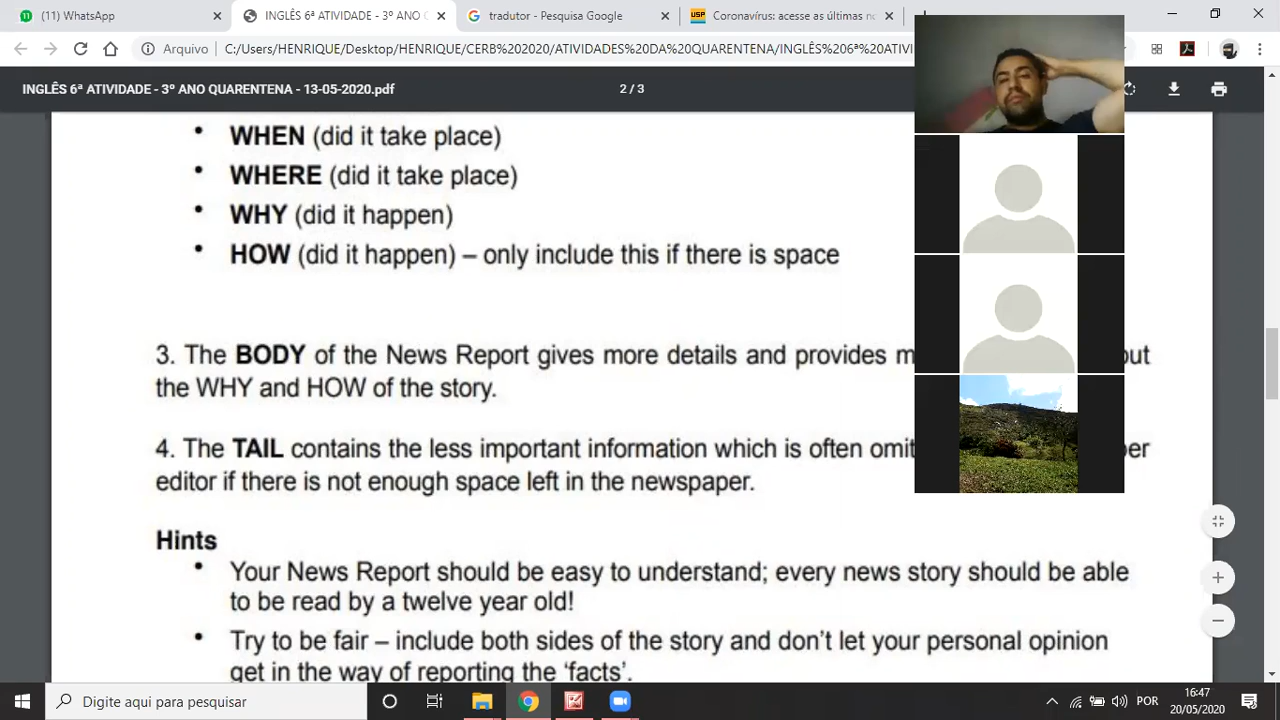 (11) WhatsApp
INGLÊS 6ª ATIVIDADE - 3º ANO
tradutor - Pesquisa Google
USP
Coronavírus: acesse as últimas no
Arquivo
C:/Users/HENRIQUE/Desktop/HENRIQUE/CERB%202020/ATIVIDADES%20DA%20QUARENTENA/INGLÊS%206ª%20ATIVI
INGLÊS 6ª ATIVIDADE - 3º ANO QUARENTENA - 13-05-2020.pdf
2 / 3
• WHEN (did it take place)
• WHERE (did it take place)
• WHY (did it happen)
• HOW (did it happen) – only include this if there is space
3. The BODY of the News Report gives more details and provides
the WHY and HOW of the story.
4. The TAIL contains the less important information which is often
editor if there is not enough space left in the newspaper.
Hints
• Your News Report should be easy to understand; every news story should be able
to be read by a twelve year old!
• Try to be fair – include both sides of the story and don’t let your personal opinion
get in the way of reporting the ‘facts’.
Digite aqui para pesquisar
POR
16:47
20/05/2020